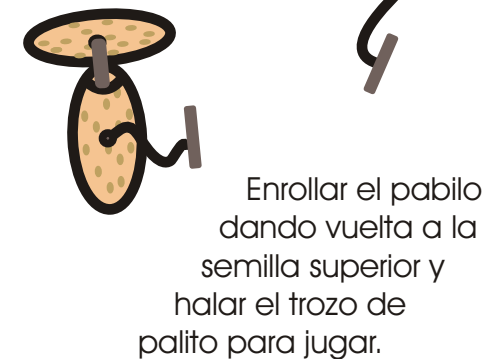 Enrollar el pabilo
dando vuelta a la
semilla superior y
halar el trozo de
palito para jugar.